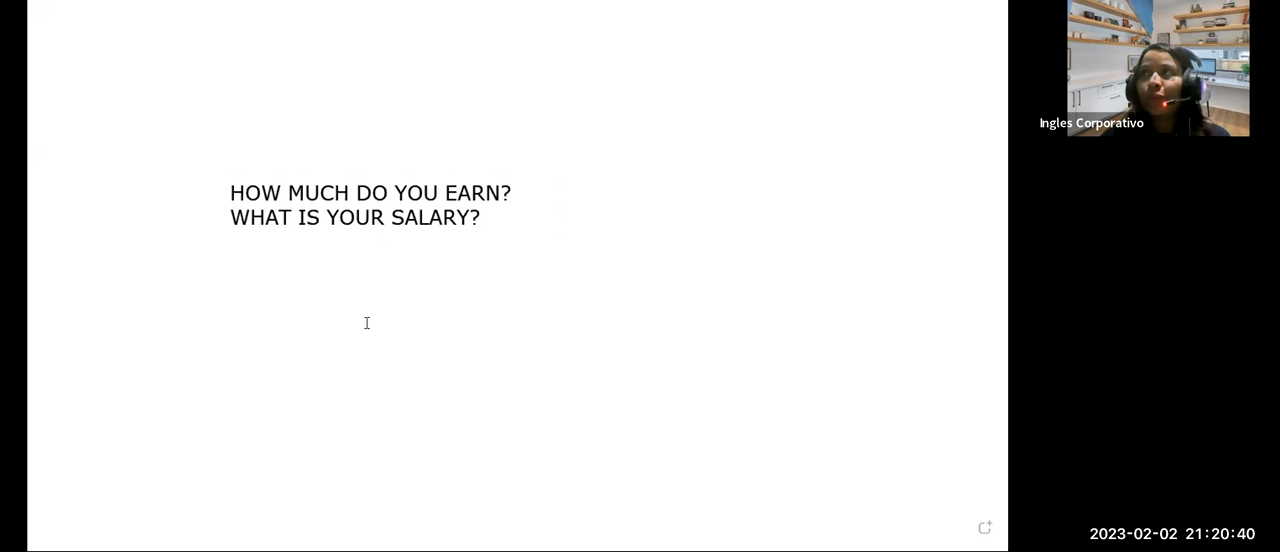 HOW MUCH DO YOU EARN?
WHAT IS YOUR SALARY?
Ingles Corporativo
2023-02-02 21:20:40